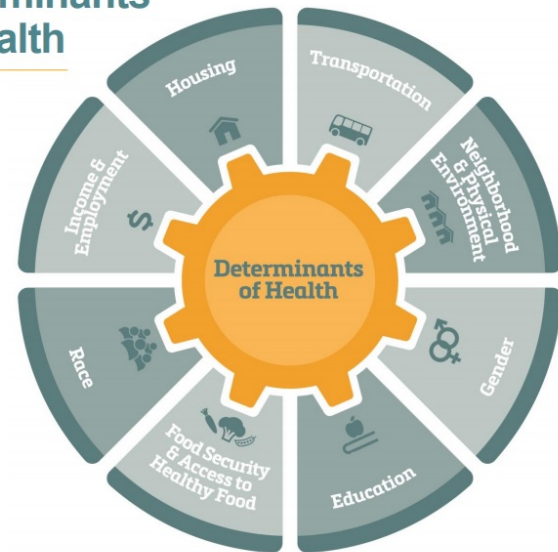 alth
Housing
Transportation
Neighborhood
& Physical
Environment
Gender
Education
Food Security
& Access to
Healthy Food
Race
Income &
Employment
Determinants
of Health